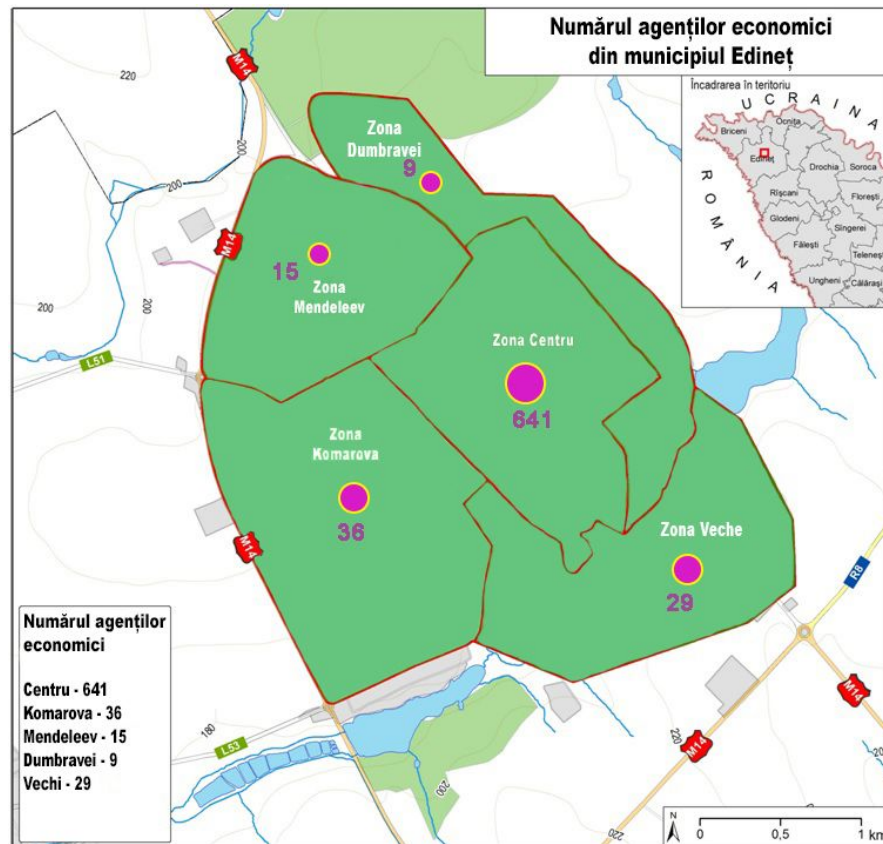 Numărul agenților economici
din municipiul Edineț
Încadrarea în teritoriu
UCRAINA
ROMÂNIA
Briceni
Ocnița
Edineț
Drochia
Soroca
Rîșcani
Florești
Glodeni
Sîngerei
Fălești
Telenești
Ungheni
Călărași
M14
220
200
200
Zona
Dumbravei
9
M14
15
Zona
Mendeleev
200
200
L51
Zona Centru
641
Zona
Komarova
36
M14
Zona Veche
29
R8
Numărul agenților
economici
Centru - 641
Komarova - 36
Mendeleev - 15
Dumbravei - 9
Vechi - 29
180
L53
200
220
M14
M14
220
N
0
0,5
1 km